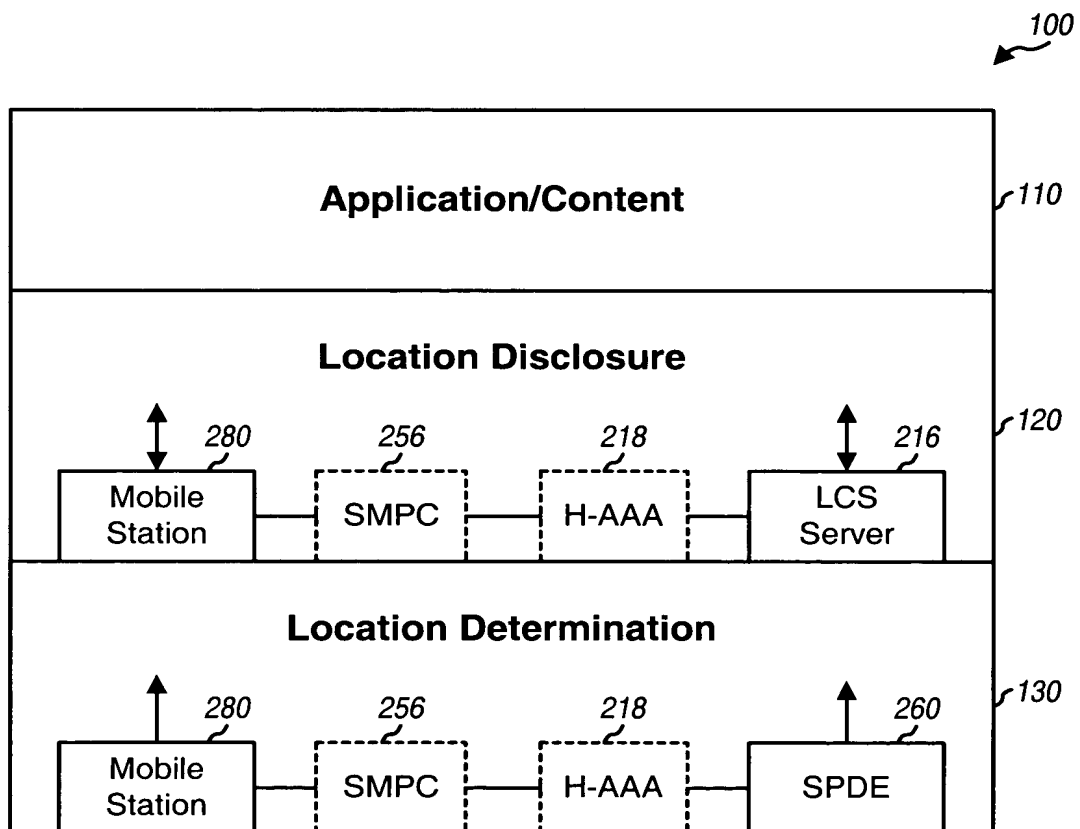 100
Application/Content
110
Location Disclosure
120
280
256
218
216
Mobile
Station
SMPC
H-AAA
LCS
Server
Location Determination
130
280
256
218
260
Mobile
Station
SMPC
H-AAA
SPDE